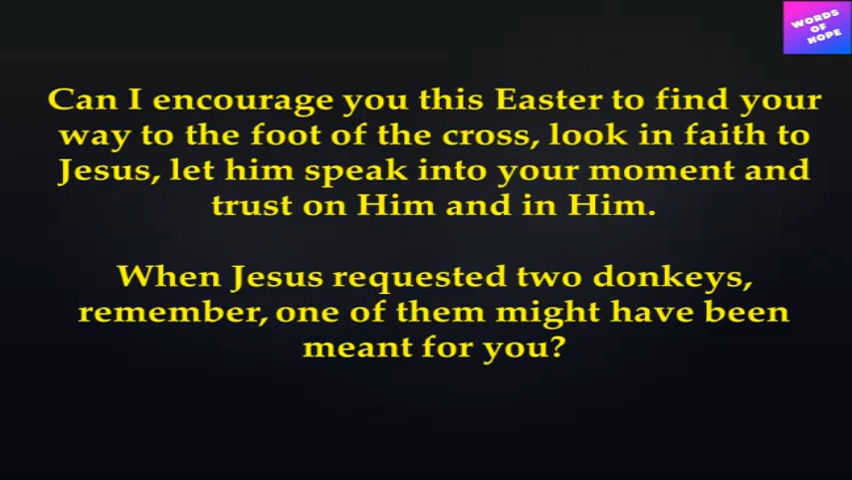 WORDS
OF
HOPE
Can I encourage you this Easter to find your
way to the foot of the cross, look in faith to
Jesus, let him speak into your moment and
trust on Him and in Him.
When Jesus requested two donkeys,
remember, one of them might have been
meant for you?